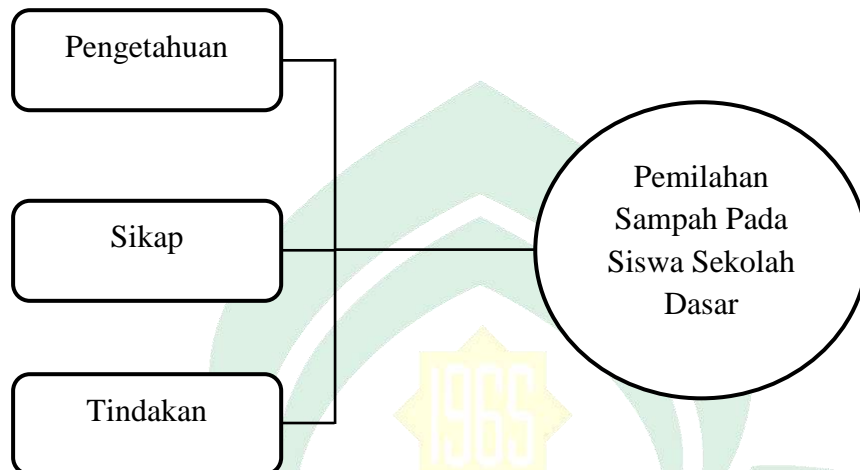 Pengetahuan
Sikap
Tindakan
Pemilahan
Sampah Pada
Siswa Sekolah
Dasar
1965